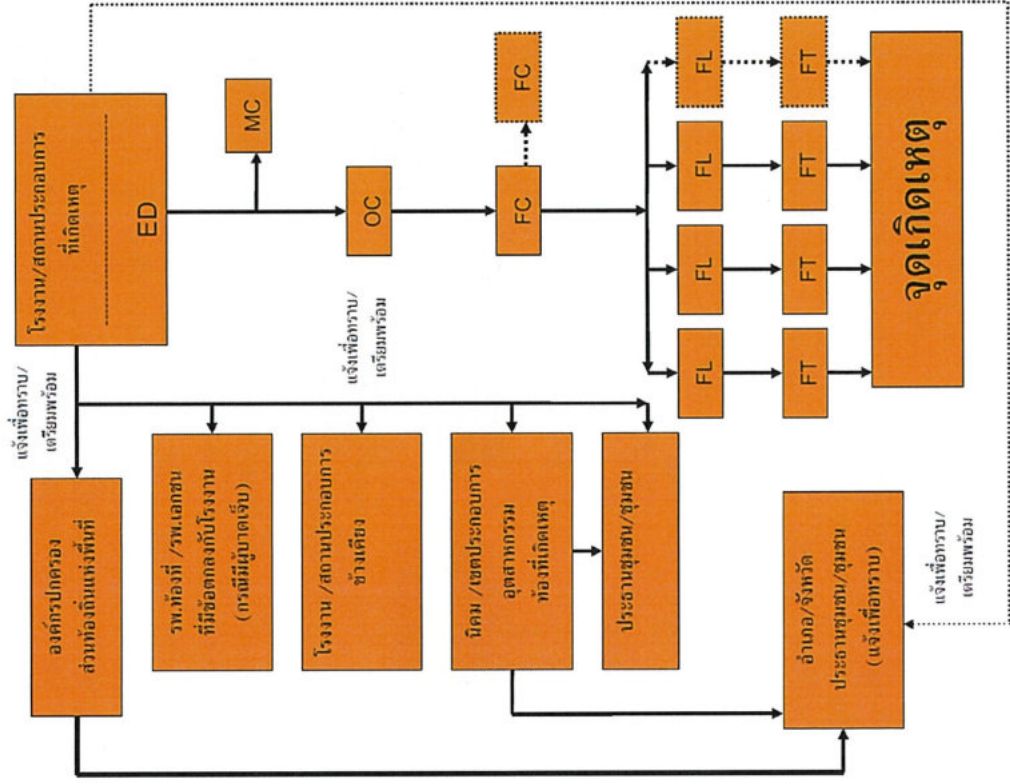 โรงงาน/สถานประกอบการ
ที่เกิดเหตุ
ED
MC
OC
FC
FC
FL
FL
FL
FL
FT
FT
FT
FT
จุดเกิดเหตุ
แจ้งเพื่อทราบ/
เตรียมพร้อม
แจ้งเพื่อทราบ/
เตรียมพร้อม
องค์กรปกครอง
ส่วนท้องถิ่นแห่งพื้นที่
รพ.ท้องที่ /รพ.เอกชน
ที่มีข้อตกลงกับโรงงาน
(กรณีมีผู้บาดเจ็บ)
โรงงาน /สถานประกอบการ
ข้างเคียง
นิคม /เขตประกอบการ
อุตสาหกรรม
ท้องที่เกิดเหตุ
ประธานชุมชน/ชุมชน
อำเภอ/จังหวัด
ประธานชุมชน/ชุมชน
(แจ้งเพื่อทราบ)
แจ้งเพื่อทราบ/
เตรียมพร้อม